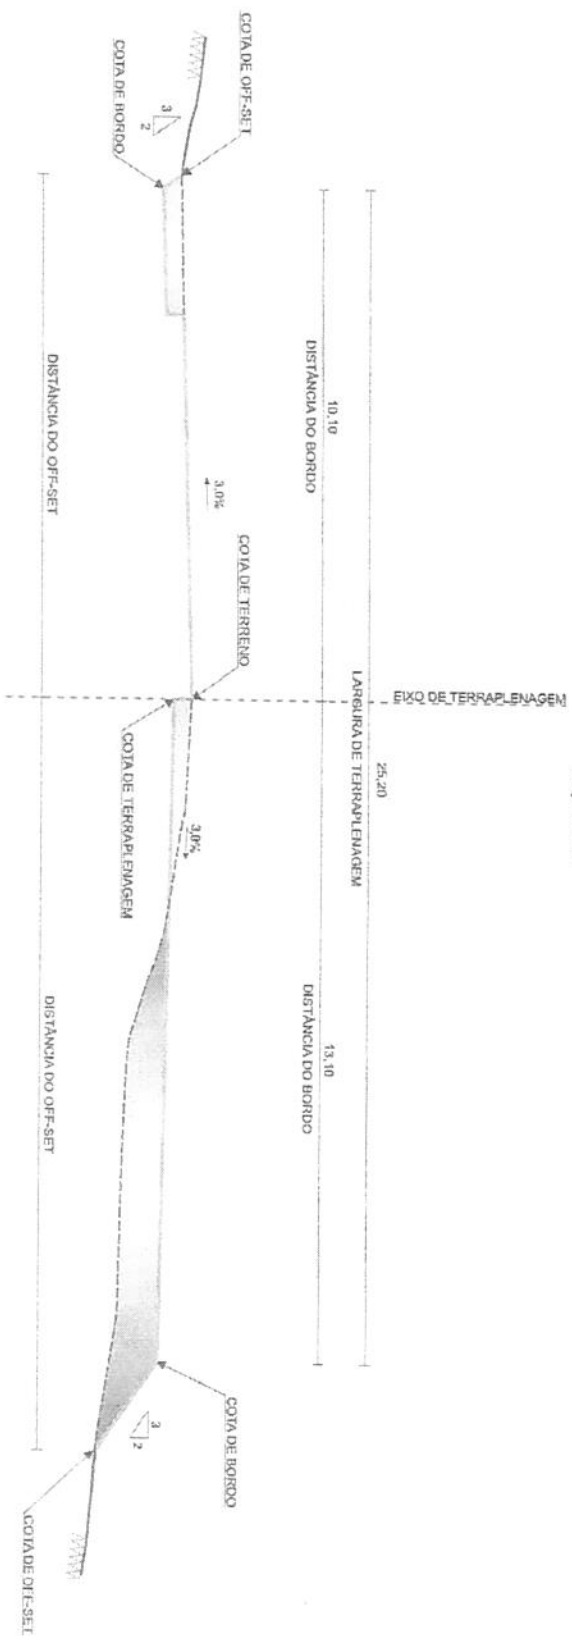 EIXO DE TERRAPLENAGEM
25,20
LARGURA DE TERRAPLENAGEM
10,10
DISTÂNCIA DO BORDO
13,10
DISTÂNCIA DO BORDO
COTA DE OFF-SET
COTA DE TERRENO
COTA DE BORDO
3,0%
3,0%
3
2
3
2
COTA DE BORDO
COTA DE TERRAPLENAGEM
COTA DE OFF-SET
DISTÂNCIA DO OFF-SET
DISTÂNCIA DO OFF-SET